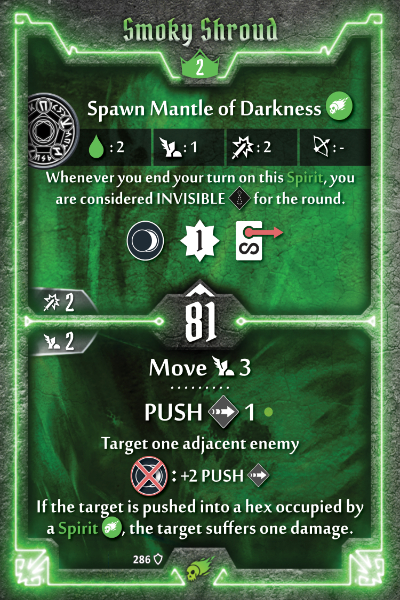 Smoky Shroud
2
Spawn Mantle of Darkness
: 2 : 1 : 2 : -
Whenever you end your turn on this Spirit, you
are considered INVISIBLE for the round.
1 S
2
81
2
Move 3
PUSH 1
Target one adjacent enemy
: +2 PUSH
If the target is pushed into a hex occupied by
a Spirit , the target suffers one damage.
286